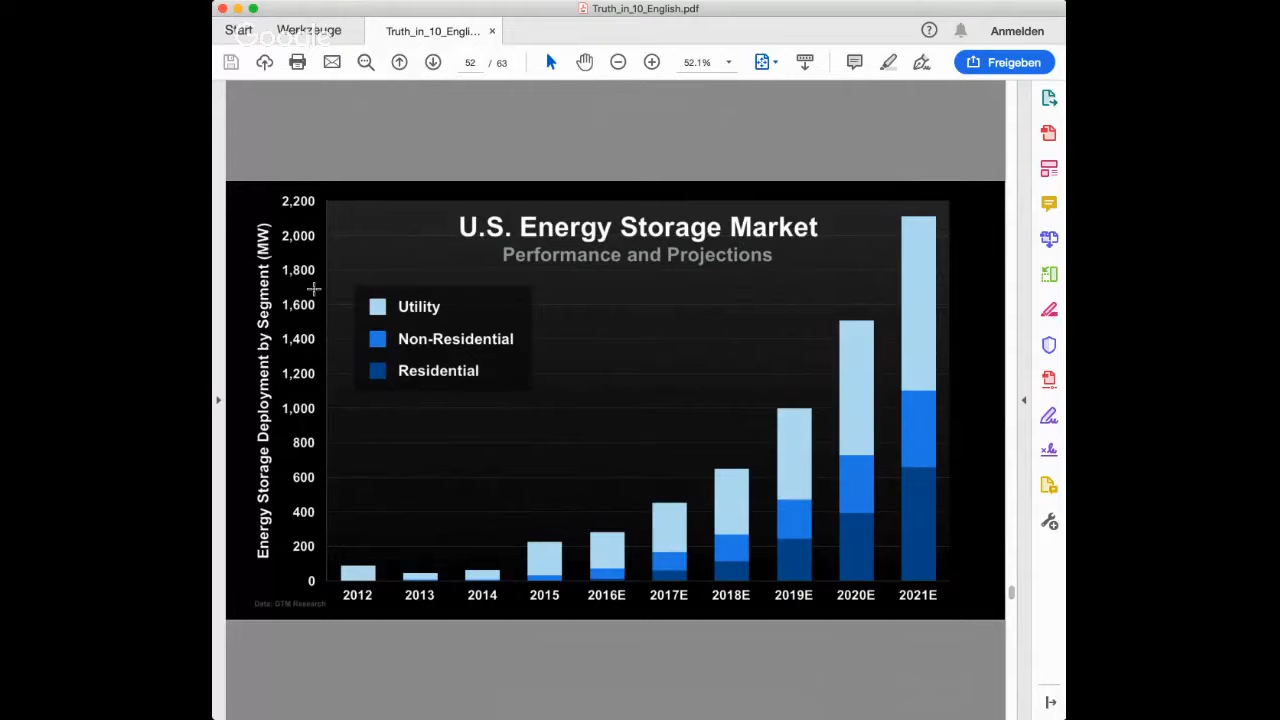 Truth_in_10_English.pdf
Start
Werkzeuge
Truth_in_10_Engli...
Anmelden
Google
52 / 63
52.1%
Freigeben
U.S. Energy Storage Market
Performance and Projections
Energy Storage Deployment by Segment (MW)
2,200
2,000
1,800
1,600
1,400
1,200
1,000
800
600
400
200
0
Utility
Non-Residential
Residential
2012 2013 2014 2015 2016E 2017E 2018E 2019E 2020E 2021E
Data: GTM Research